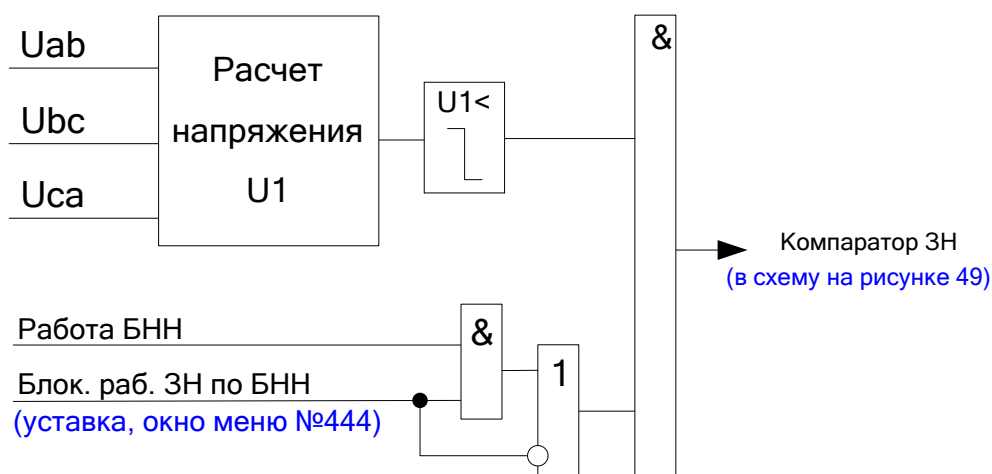 Uab
Ubc
Uca
Расчет
напряжения
U1
U1<
&
Компаратор ЗН
(в схему на рисунке 49)
Работа БНН
Блок. раб. ЗН по БНН
(уставка, окно меню №444)
&
1